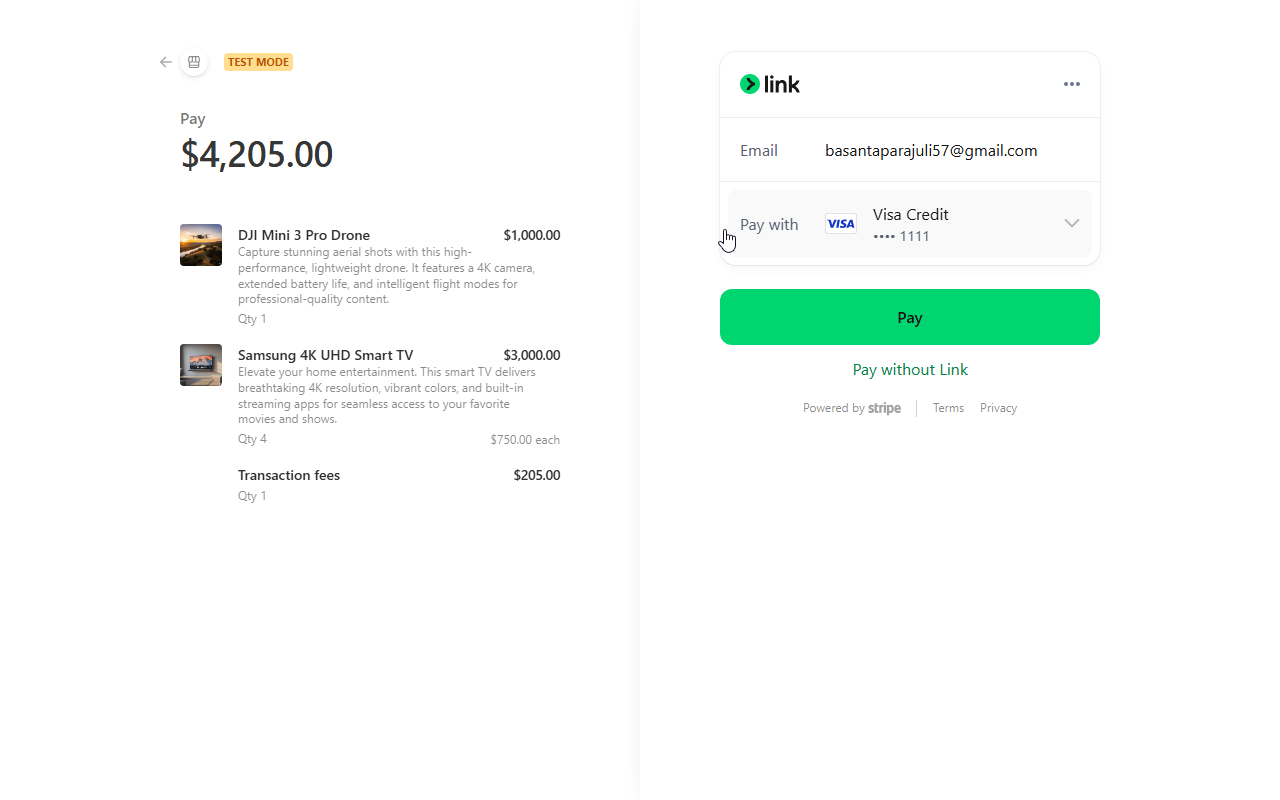 TEST MODE
Pay
$4,205.00
DJI Mini 3 Pro Drone $1,000.00
Capture stunning aerial shots with this high-
performance, lightweight drone. It features a 4K camera,
extended battery life, and intelligent flight modes for
professional-quality content.
Qty 1
Samsung 4K UHD Smart TV $3,000.00
Elevate your home entertainment. This smart TV delivers
breathtaking 4K resolution, vibrant colors, and built-in
streaming apps for seamless access to your favorite
movies and shows.
Qty 4 $750.00 each
Transaction fees $205.00
Qty 1
link
Email basantaparajuli57@gmail.com
Pay with VISA Visa Credit
•••• 1111
Pay
Pay without Link
Powered by stripe Terms Privacy